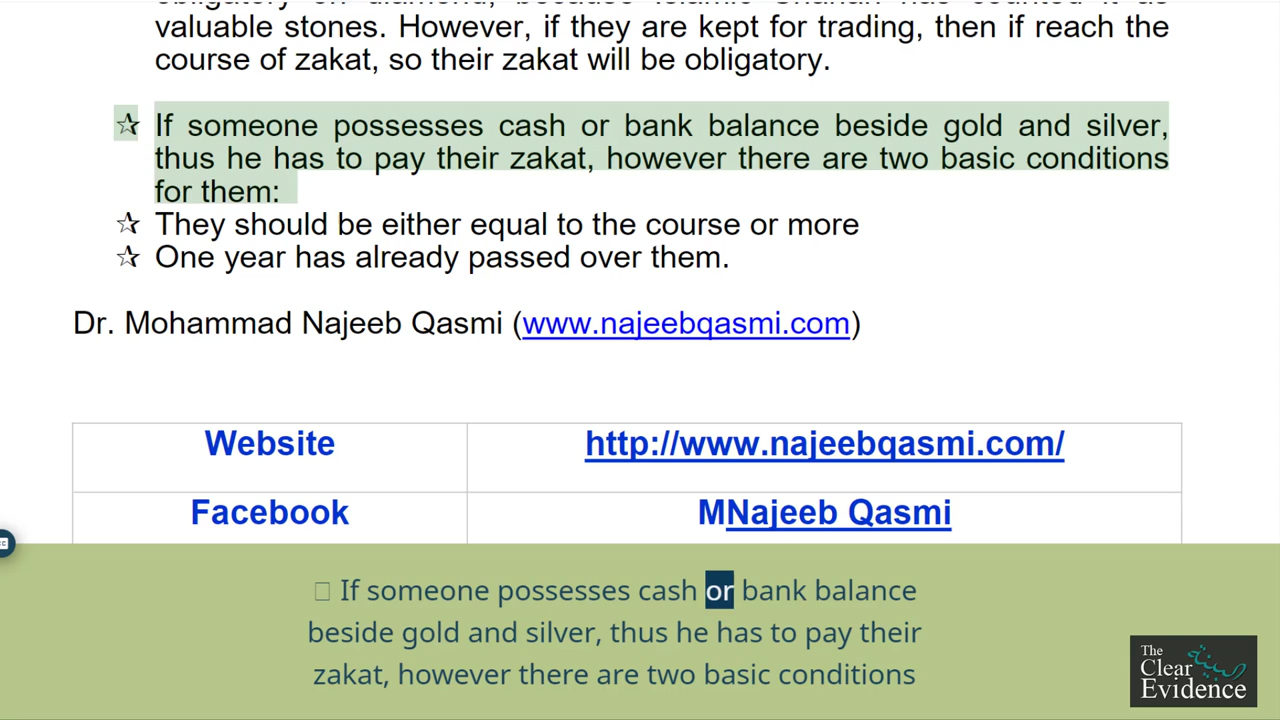 valuable stones. However, if they are kept for trading, then if reach the
course of zakat, so their zakat will be obligatory.
☆ If someone possesses cash or bank balance beside gold and silver,
thus he has to pay their zakat, however there are two basic conditions
for them:
☆ They should be either equal to the course or more
☆ One year has already passed over them.
Dr. Mohammad Najeeb Qasmi (www.najeebqasmi.com)
Website http://www.najeebqasmi.com/
Facebook MNajeeb Qasmi
If someone possesses cash or bank balance
beside gold and silver, thus he has to pay their
zakat, however there are two basic conditions
The
Clear
Evidence